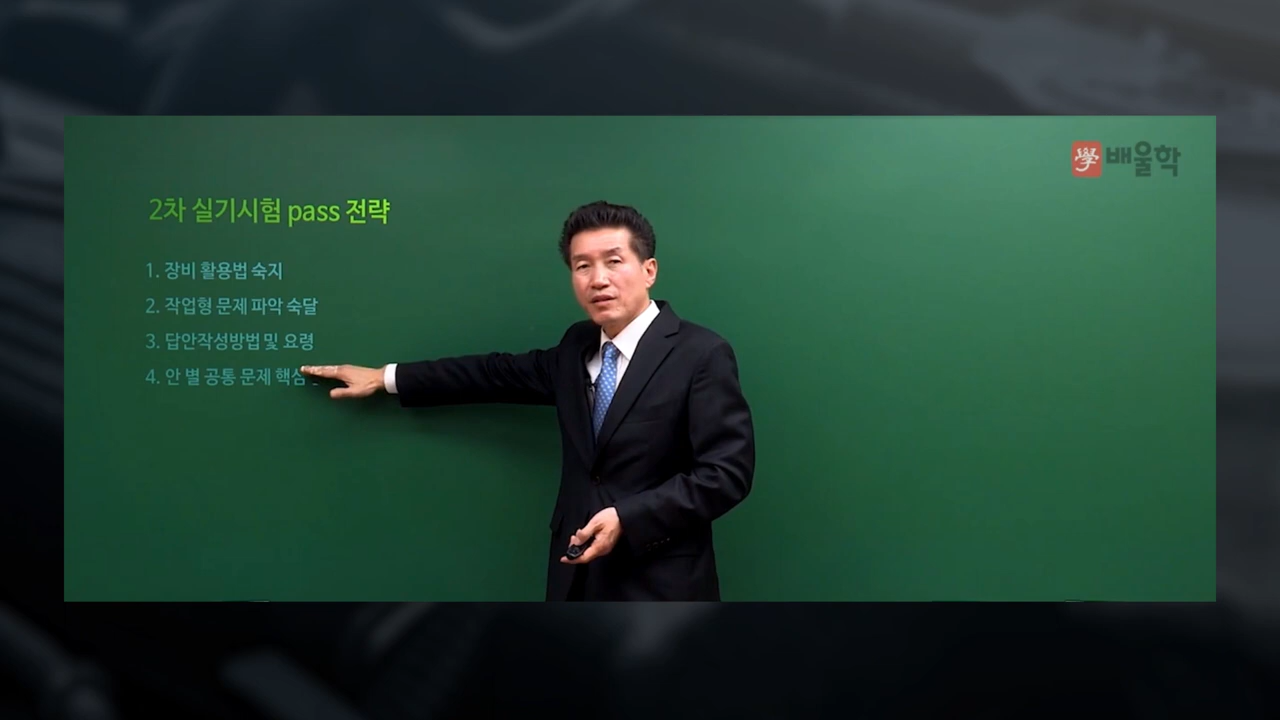 學 배울학
2차 실기시험 pass 전략
1. 장비 활용법 숙지
2. 작업형 문제 파악 숙달
3. 답안작성방법 및 요령
4. 안 별 공통 문제 핵심